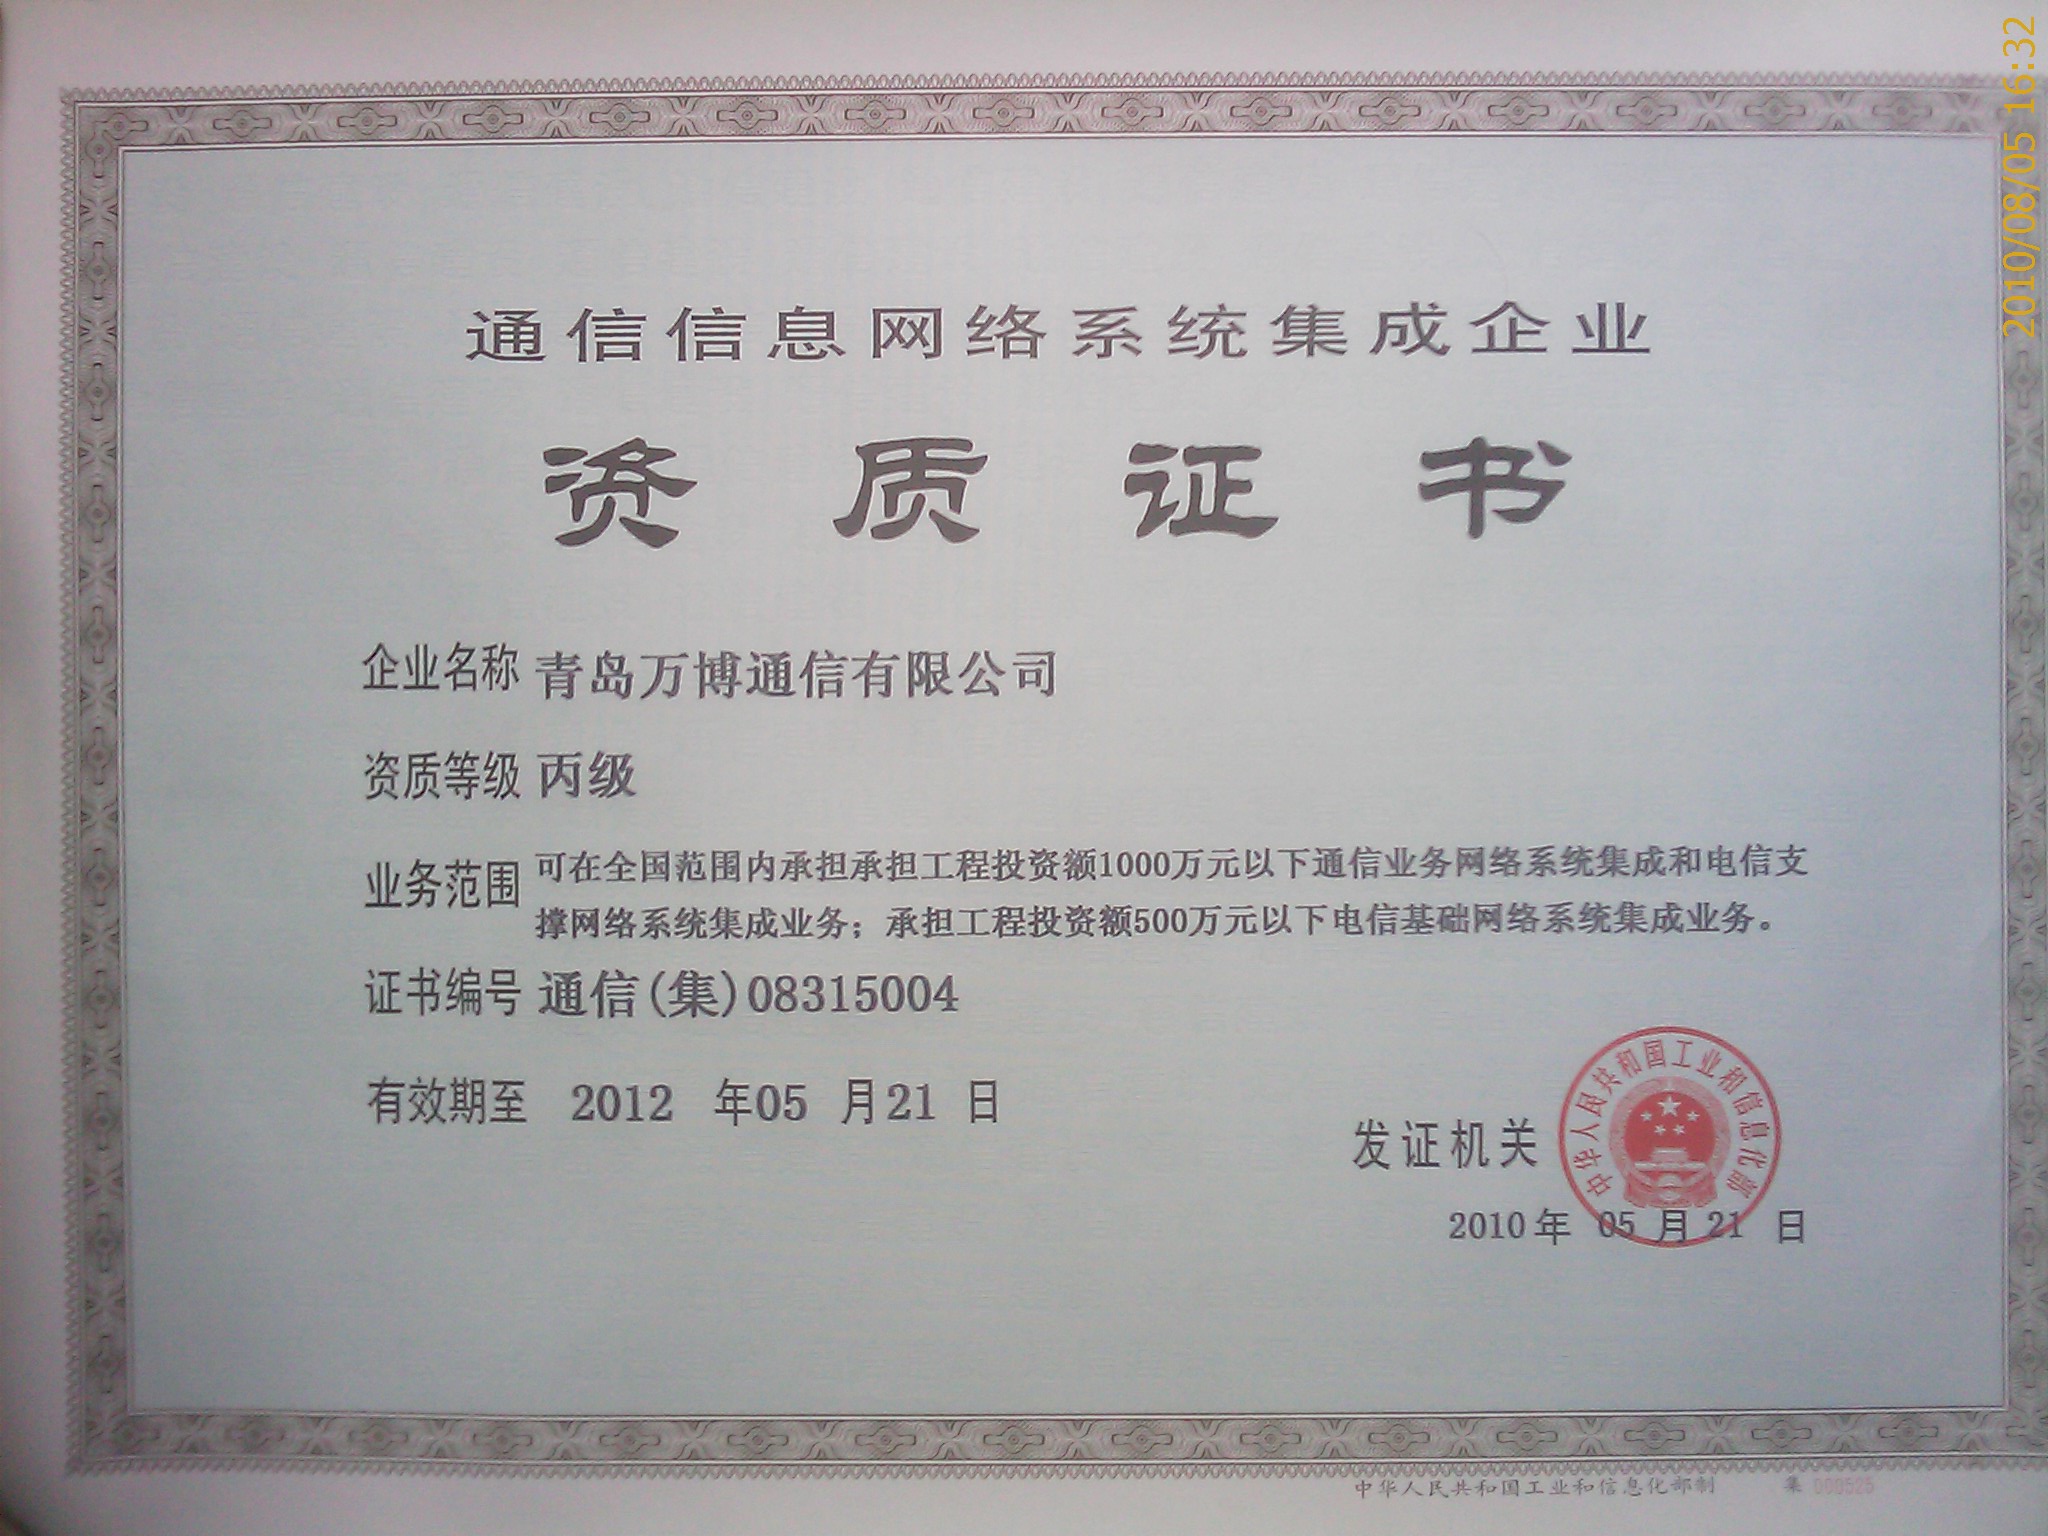 2010/08/05 16:32
通信信息网络系统集成企业
资质证书
企业名称 青岛万博通信有限公司
资质等级 丙级
业务范围 可在全国范围内承担承担工程投资额1000万元以下通信业务网络系统集成和电信支
撑网络系统集成业务；承担工程投资额500万元以下电信基础网络系统集成业务。
证书编号 通信(集)08315004
有效期至 2012 年05 月21 日
发证机关
中华人民共和国工业和信息化部
2010年 05 月 21 日
中华人民共和国工业和信息化部制 集 000525